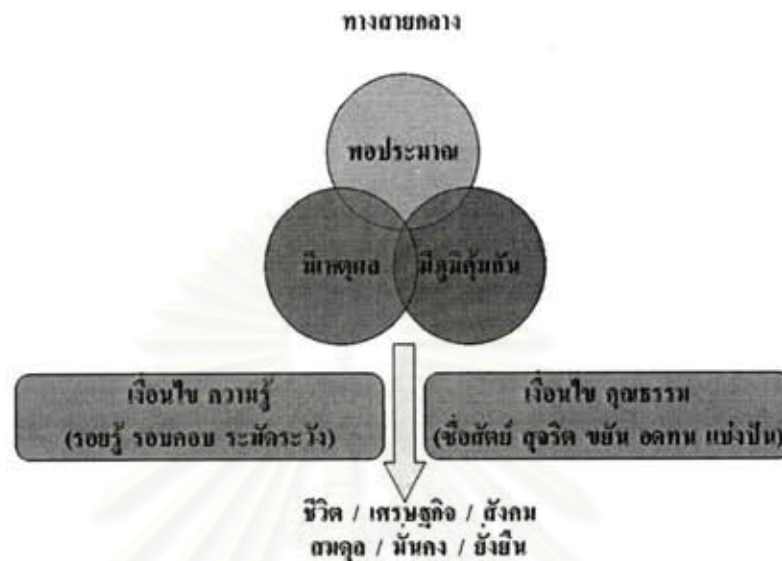 ทางสายกลาง
พอประมาณ
มีเหตุผล
มีภูมิคุ้มกัน
เงื่อนไข ความรู้
(รอบรู้ รอบคอบ ระมัดระวัง)
เงื่อนไข คุณธรรม
(ซื่อสัตย์ สุจริต ขยัน อดทน แบ่งปัน)
ชีวิต / เศรษฐกิจ / สังคม
สมดุล / มั่นคง / ยั่งยืน